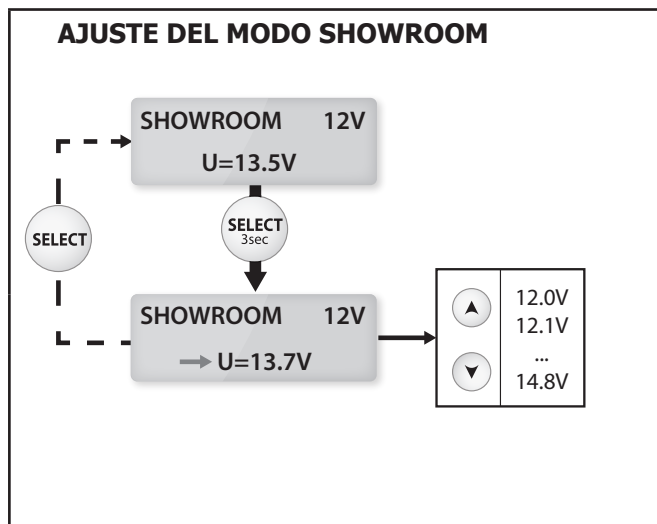 AJUSTE DEL MODO SHOWROOM
SHOWROOM 12V
U=13.5V
SELECT
SELECT
3sec
SHOWROOM 12V
U=13.7V
12.0V
12.1V
...
14.8V